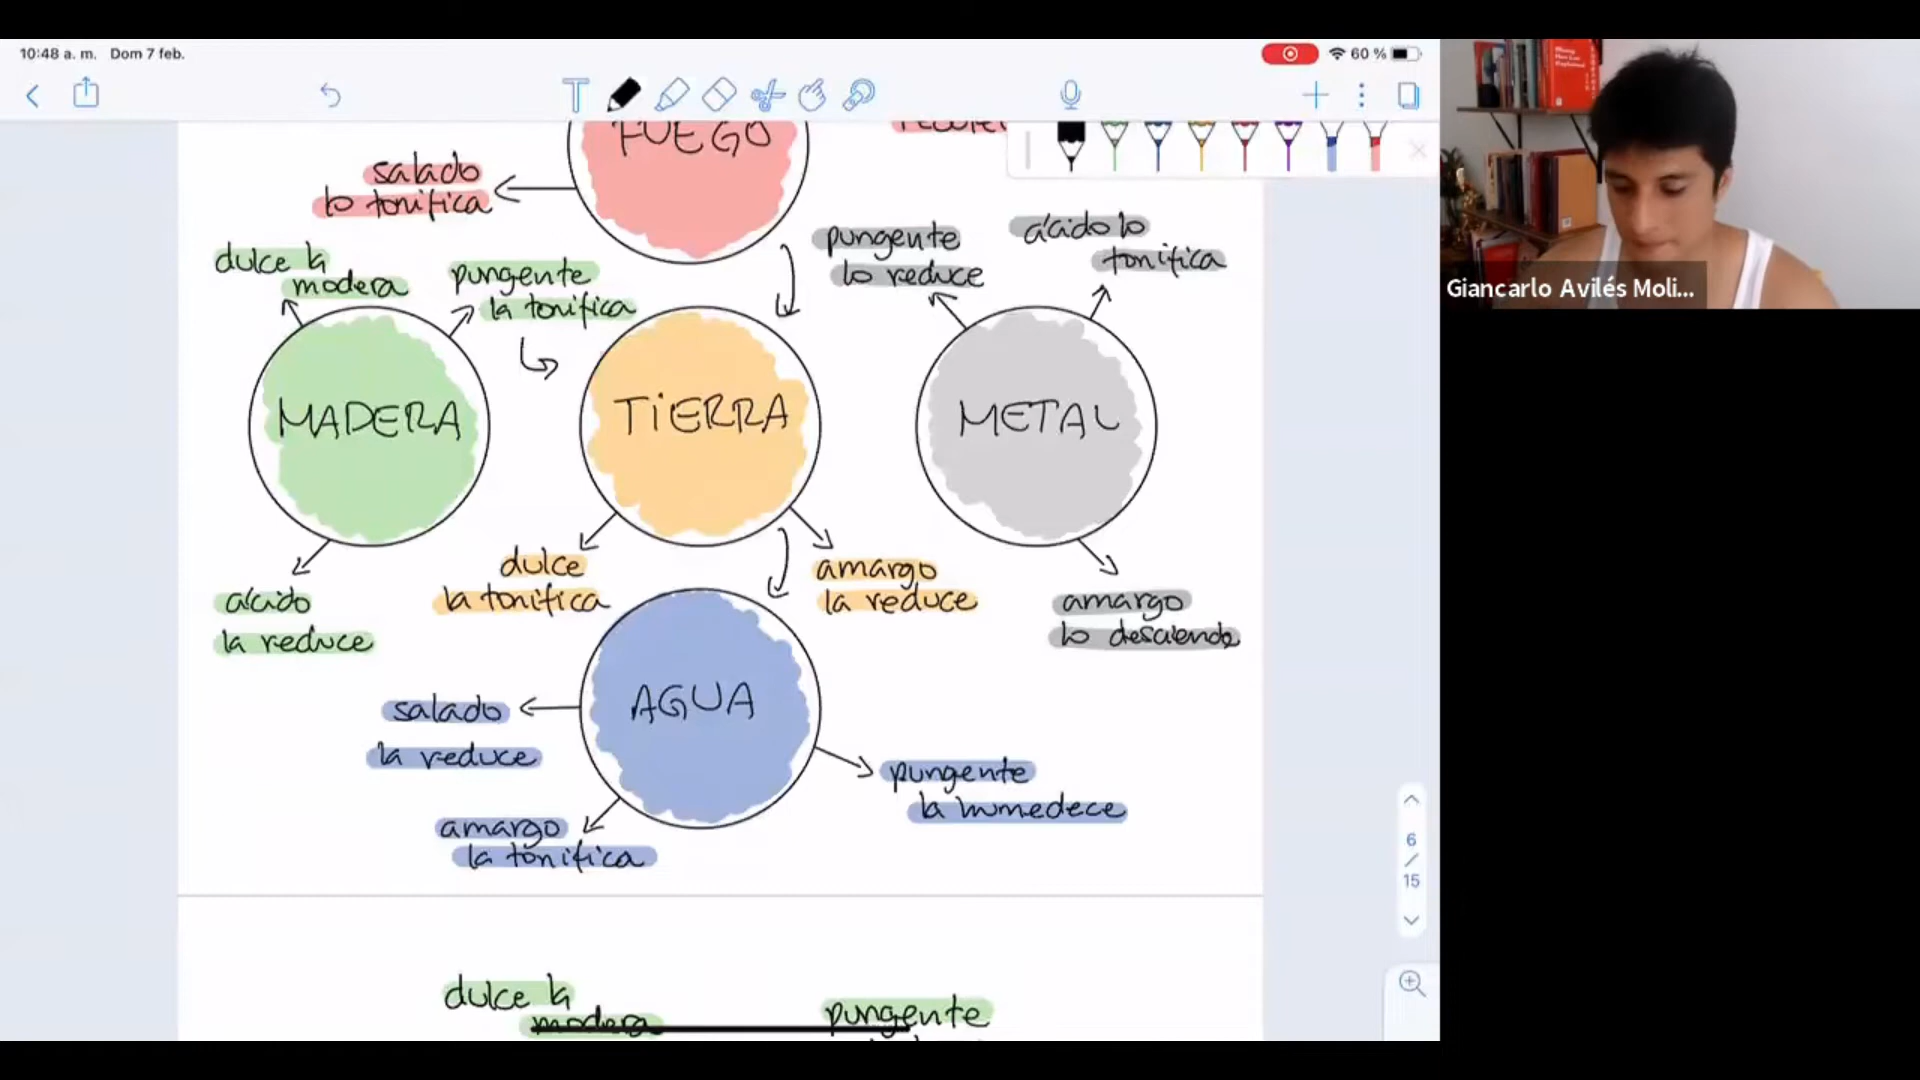 10:48 a. m. Dom 7 feb.
60 %
FUEGO
salado
lo tonifica
dulce la
modera
pungente
la tonifica
pungente
lo reduce
ácido lo
tonifica
MADERA
TiERRA
METAL
ácido
la reduce
dulce
la tonifica
amargo
la reduce
amargo
lo desciende
AGUA
salado
la reduce
amargo
la tonifica
pungente
la humedece
6
/
15
dulce la
modera
pungente
Giancarlo Avilés Moli...